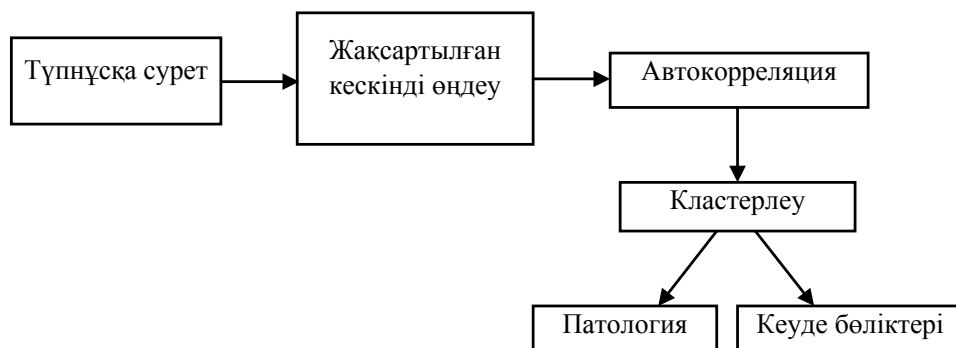 Түпнұсқа сурет
Жақсартылған
кескінді өңдеу
Автокорреляция
Кластерлеу
Патология
Кеуде бөліктері